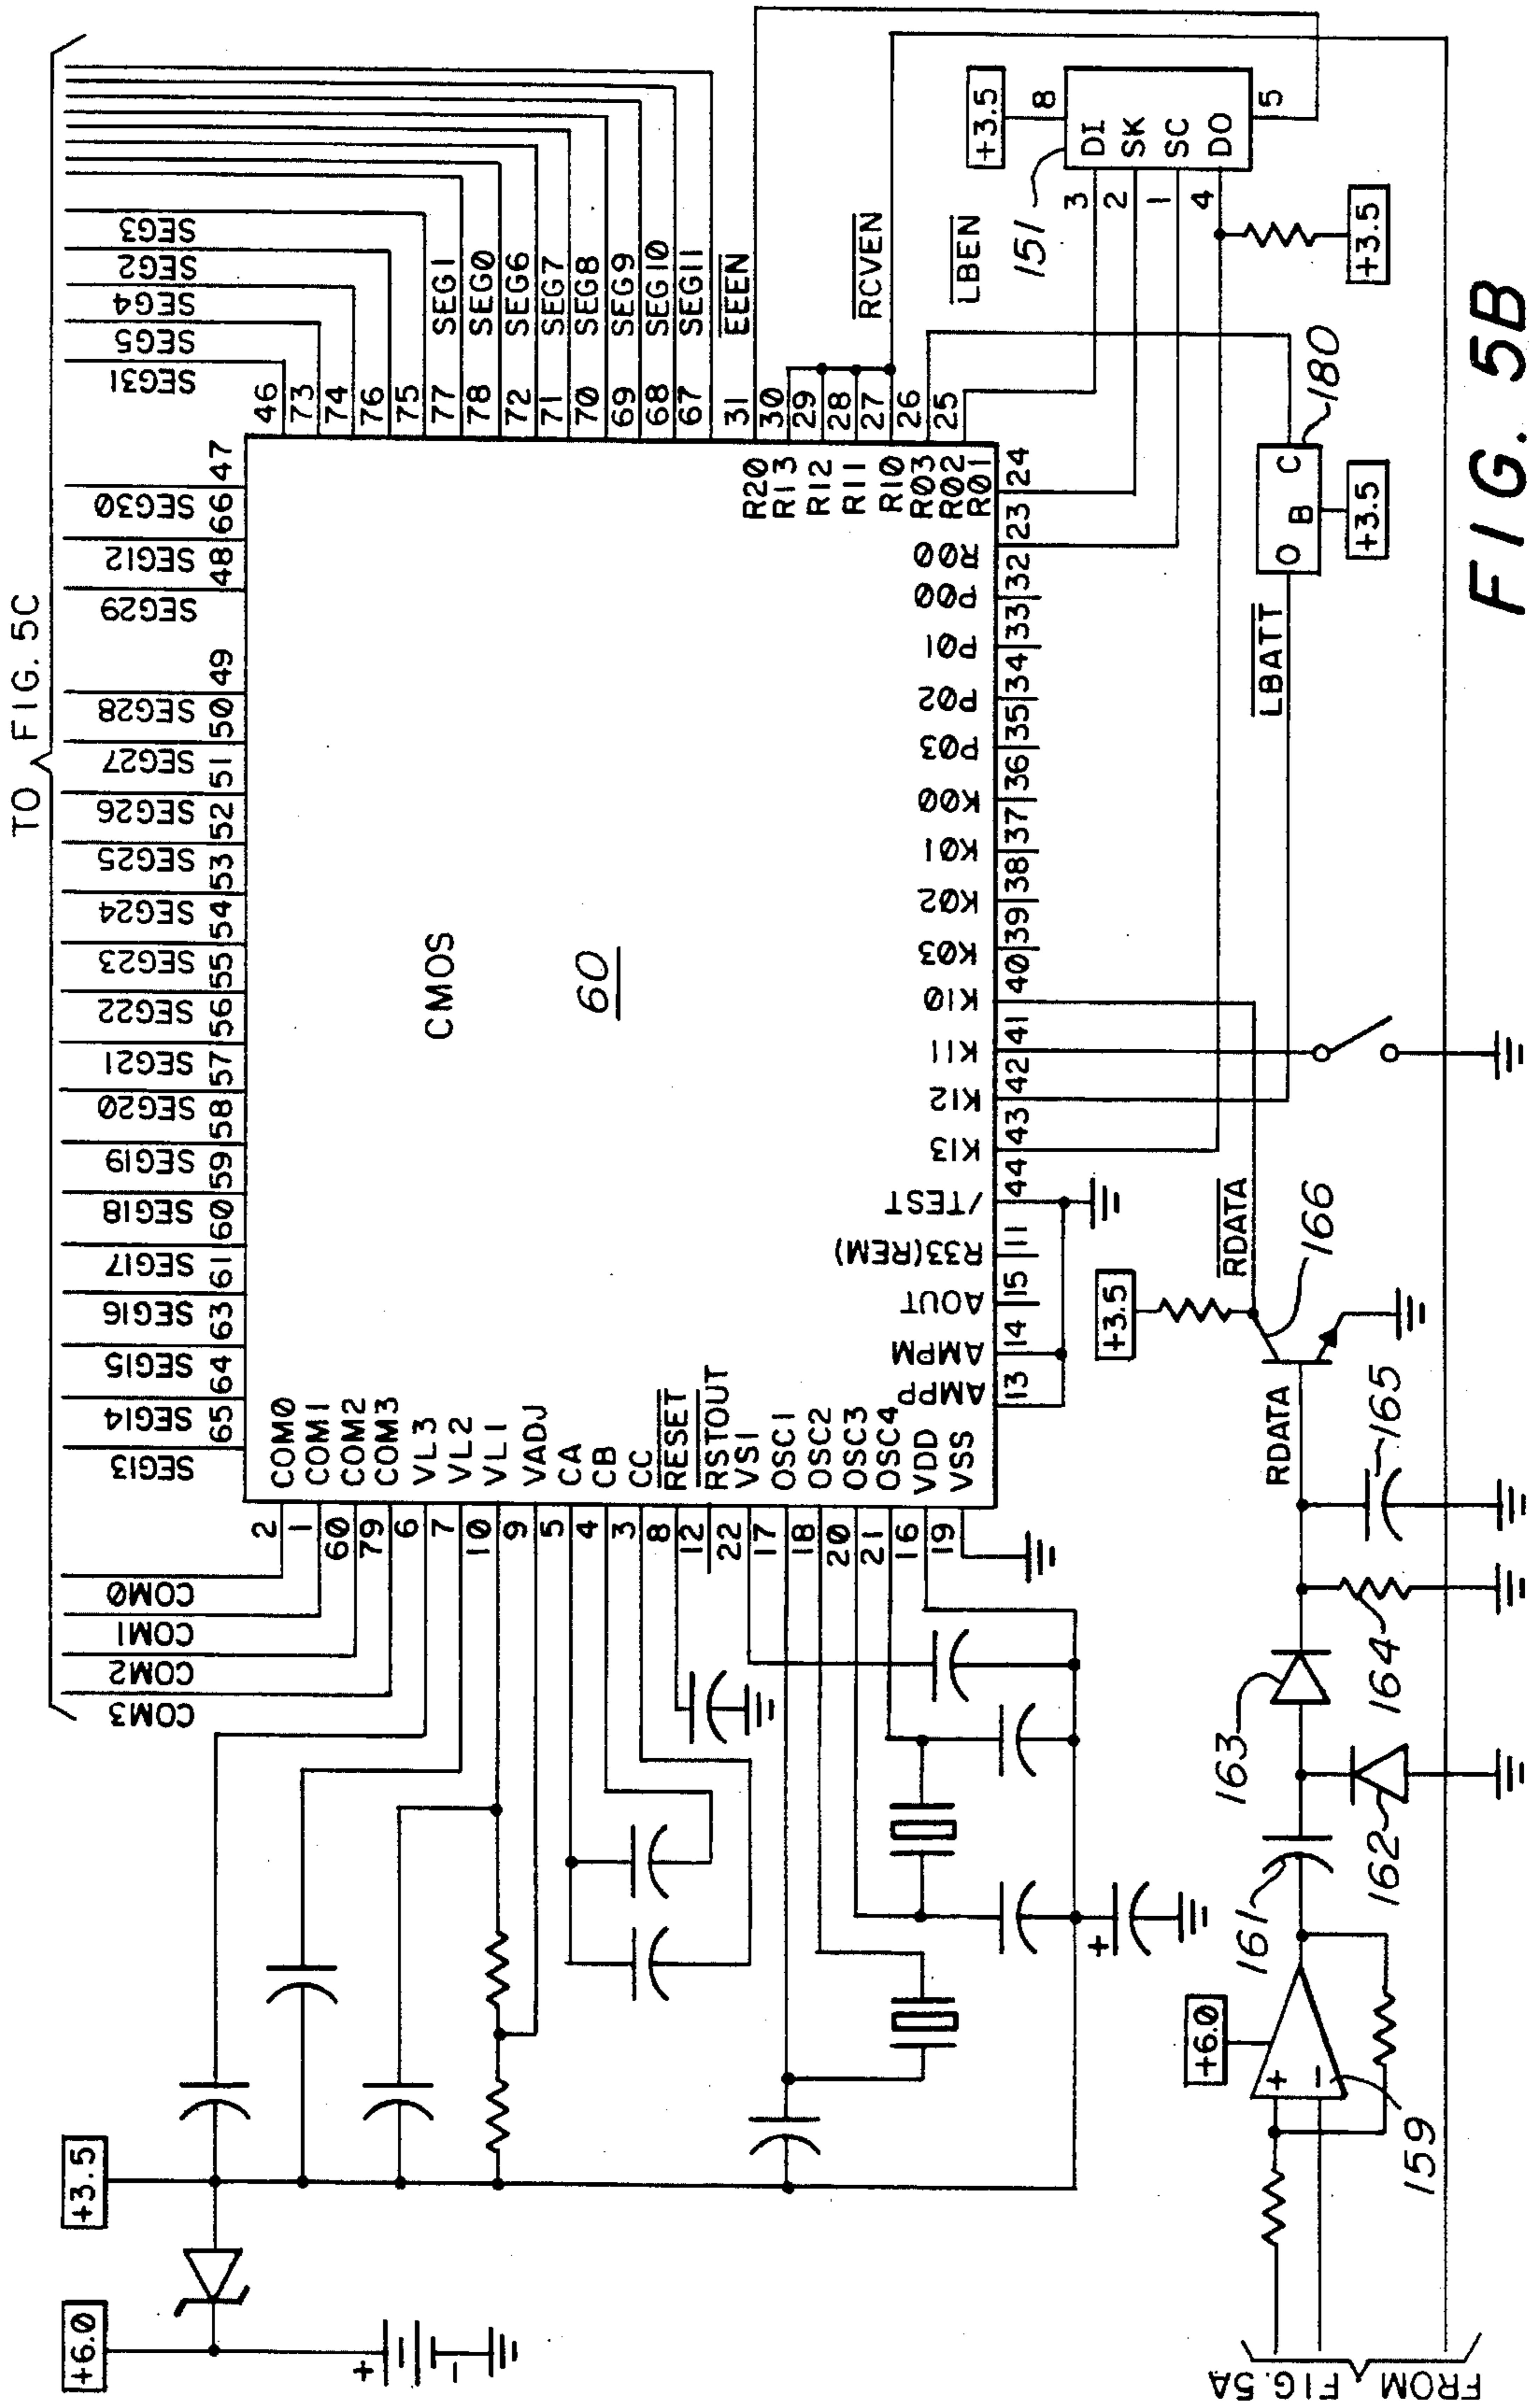 TO FIG. 5C
SEG13
SEG14
SEG15
SEG16
SEG17
SEG18
SEG19
SEG20
SEG21
SEG22
SEG23
SEG24
SEG25
SEG26
SEG27
SEG28
SEG29
SEG12
SEG30
SEG31
SEG5
SEG4
SEG2
SEG3
65
64
63
61
60
59
58
57
56
55
54
53
52
51
50
49
48
66
47
COM3
COM2
COM1
COM0
2 COM0
1 COM1
60 COM2
79 COM3
6 VL3
7 VL2
10 VL1
9 VADJ
5 CA
4 CB
3 CC
8 RESET
12 RSTOUT
22 VS1
17 OSC1
18 OSC2
20 OSC3
21 OSC4
16 VDD
19 VSS
CMOS
60
46
73
74
76
75
77 SEG1
78 SEG0
72 SEG6
71 SEG7
70 SEG8
69 SEG9
68 SEG10
67 SEG11
R20 31 EEEN
R13 30
R12 29
R11 28
R10 27 RCVEN
R03 26
R02 25 LBEN
R01
AMPP 13
AMPM 14
AOUT 15
R33(REM) 11
/TEST 44
K13 43
K12 42
K11 41
K10 40
K03 39
K02 38
K01 37
K00 36
P03 35
P02 34
P01 33
P00 32
R00 23
24
+3.5
8
151
3 DI
2 SK
1 SC
4 DO
5
+3.5
LBATT
O B C
180
+3.5
+6.0
+
-
+3.5
+
+6.0
+
-
159
161
162
163
164
165
RDATA
166
+3.5
RDATA
FROM FIG. 5A
FIG. 5B